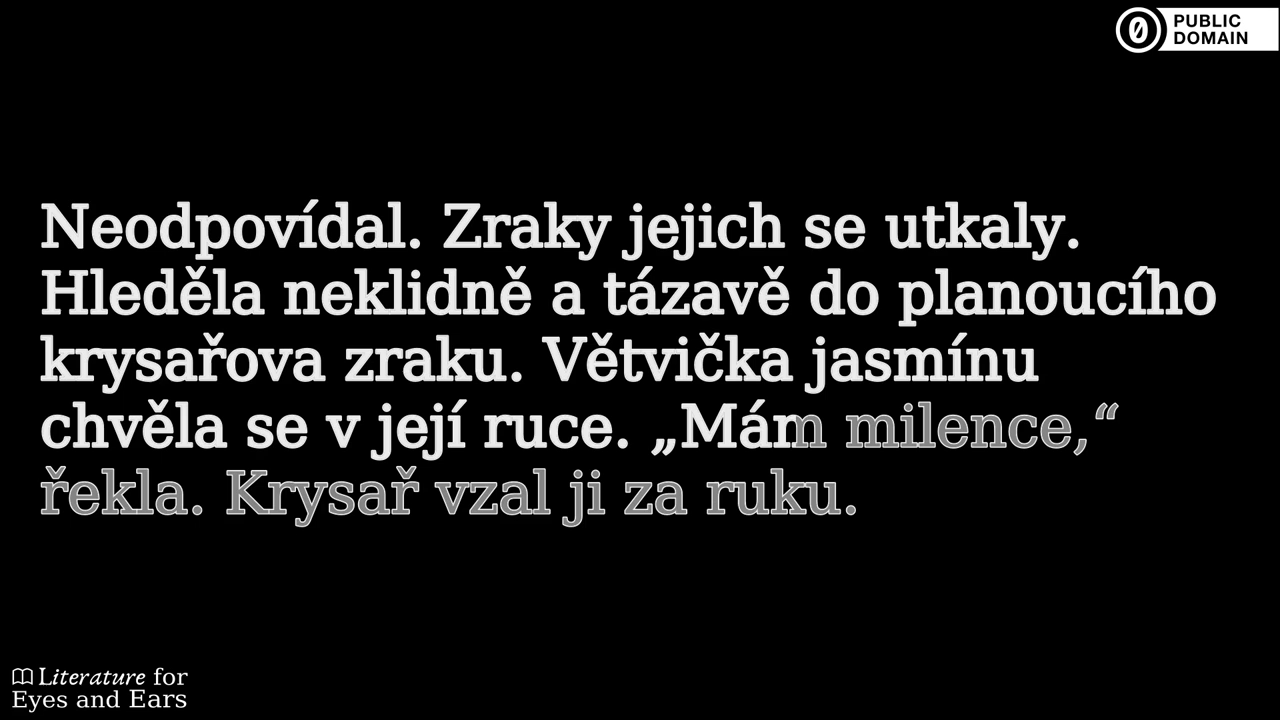 PUBLIC
DOMAIN
Neodpovídal. Zraky jejich se utkaly.
Hleděla neklidně a tázavě do planoucího
krysařova zraku. Větvička jasmínu
chvěla se v její ruce. „Mám milence,“
řekla. Krysař vzal ji za ruku.
Literature for
Eyes and Ears